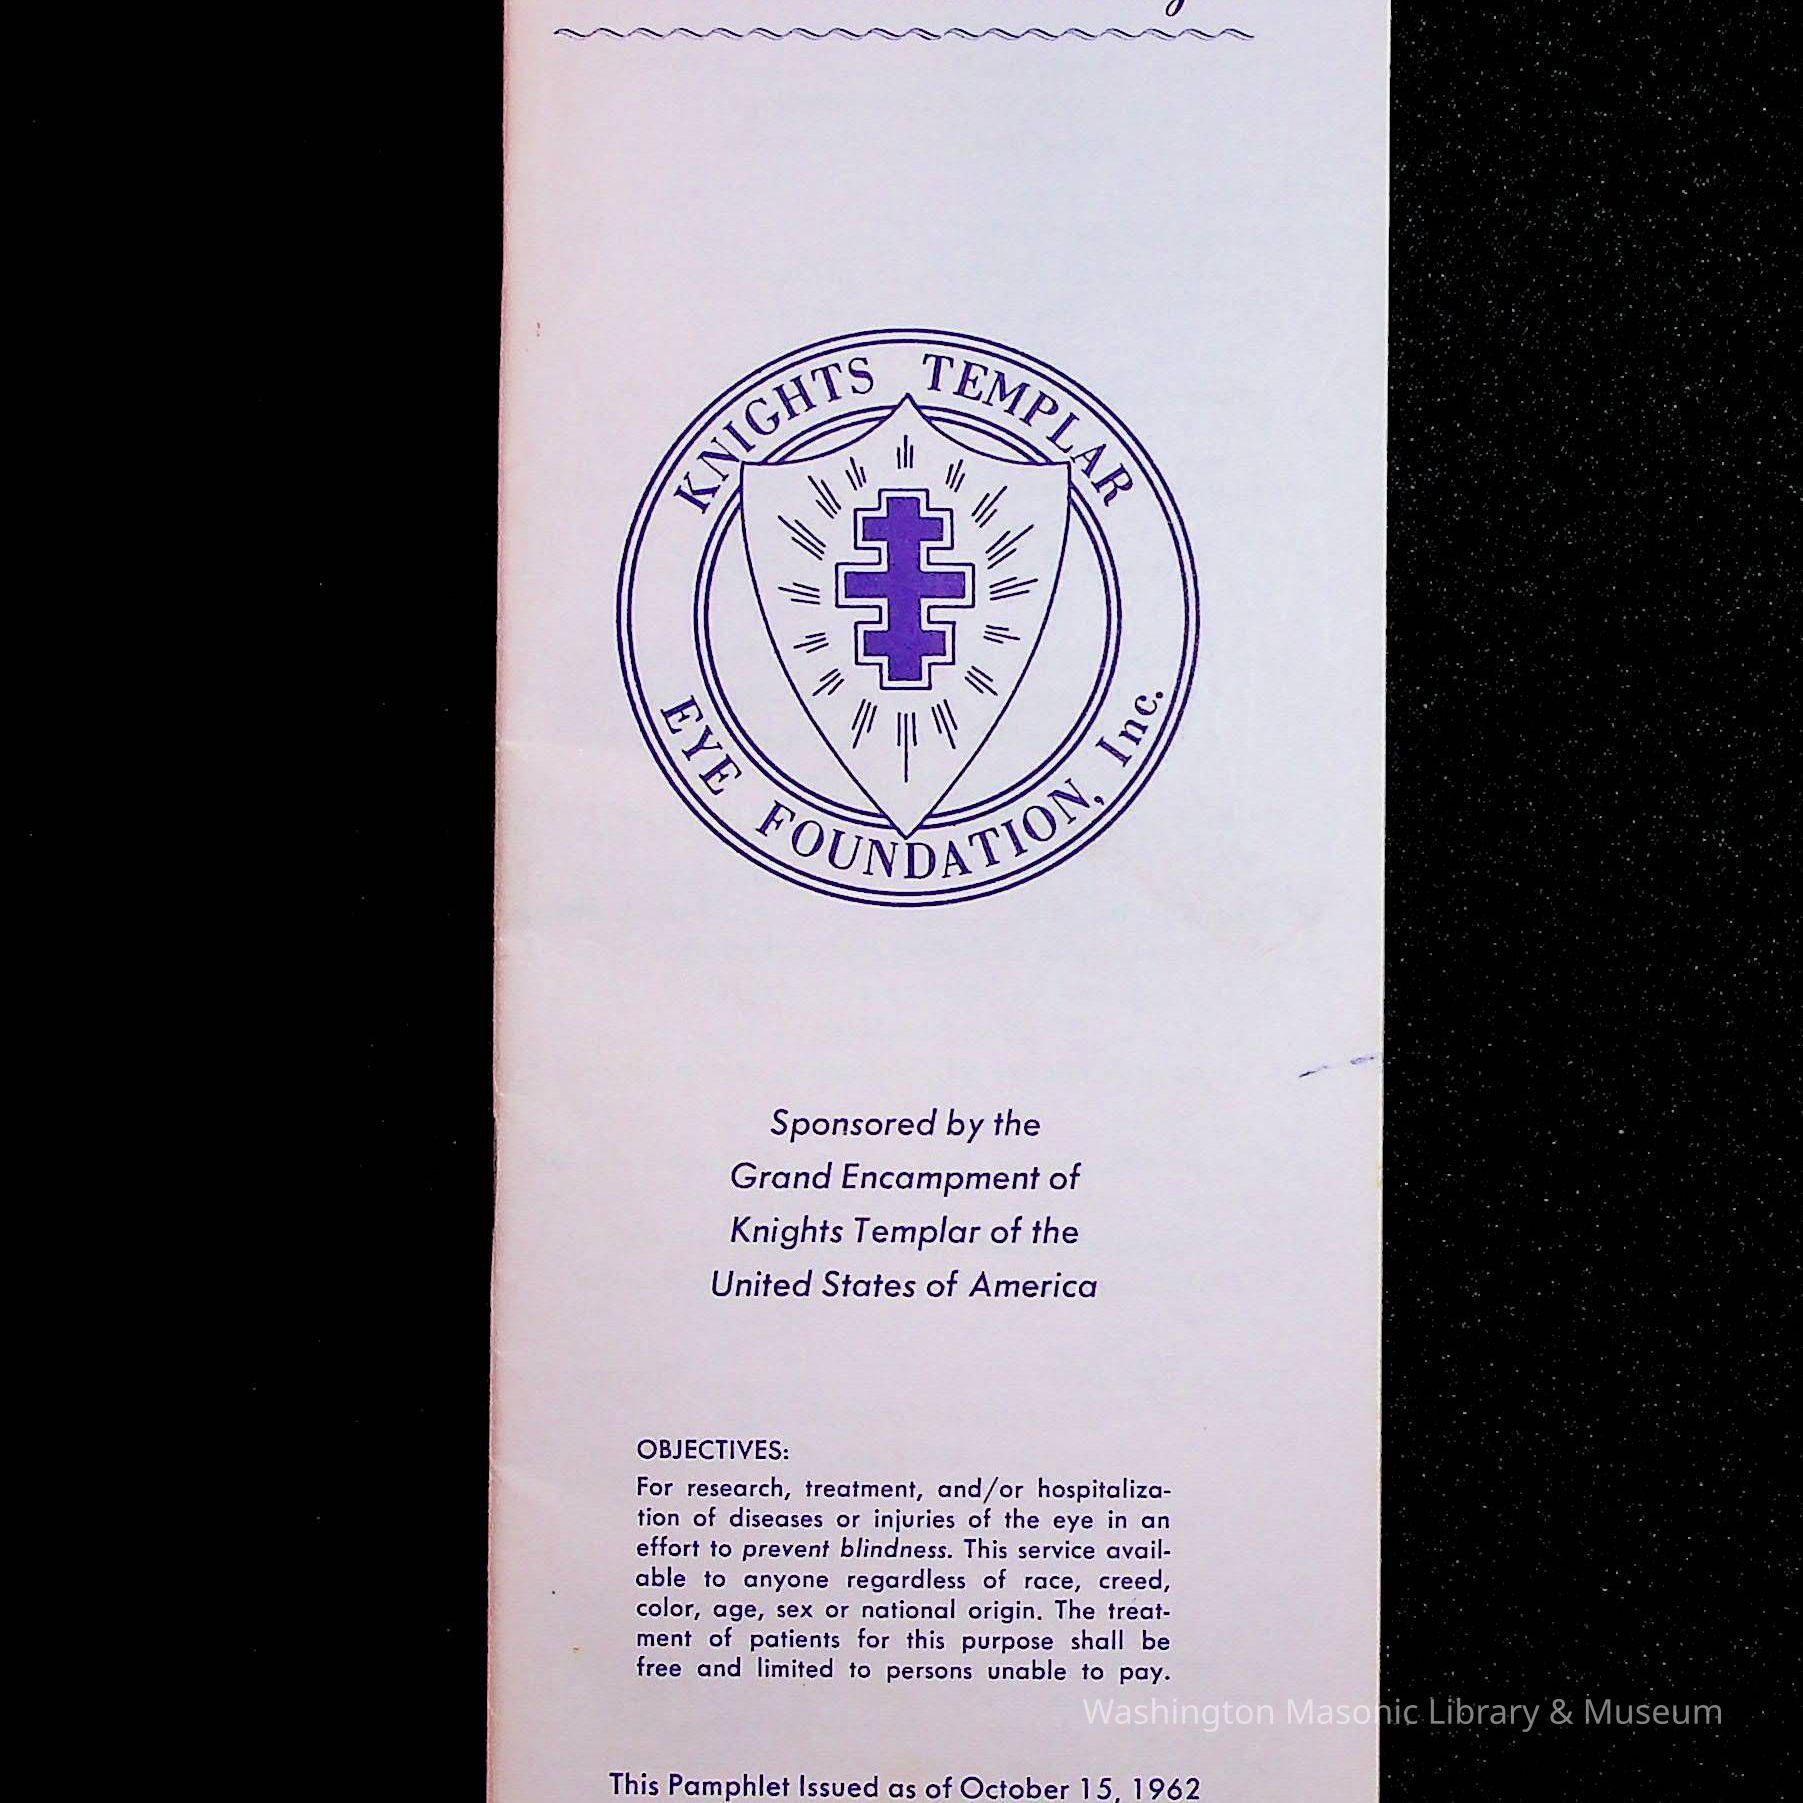 KNIGHTS TEMPLAR
EYE FOUNDATION, Inc.
Sponsored by the
Grand Encampment of
Knights Templar of the
United States of America
OBJECTIVES:
For research, treatment, and/or hospitaliza-
tion of diseases or injuries of the eye in an
effort to prevent blindness. This service avail-
able to anyone regardless of race, creed,
color, age, sex or national origin. The treat-
ment of patients for this purpose shall be
free and limited to persons unable to pay.
Washington Masonic Library & Museum
This Pamphlet Issued as of October 15, 1962